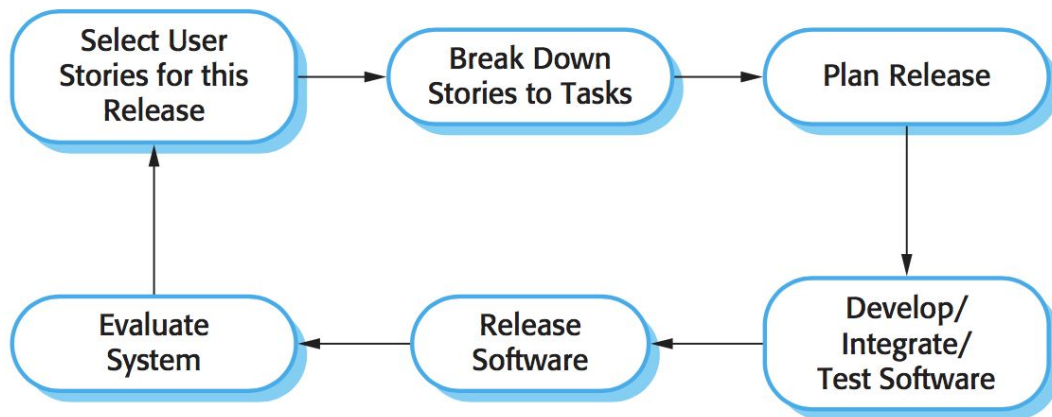 Select User
Stories for this
Release
Break Down
Stories to Tasks
Plan Release
Develop/
Integrate/
Test Software
Release
Software
Evaluate
System